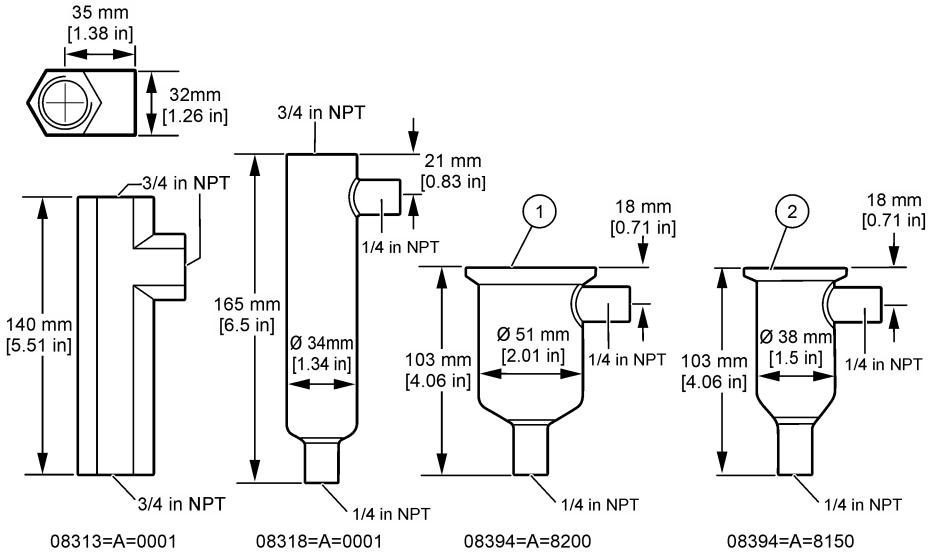 35 mm
[1.38 in]
32mm
[1.26 in]
3/4 in NPT
140 mm
[5.51 in]
3/4 in NPT
08313=A=0001
3/4 in NPT
21 mm
[0.83 in]
1/4 in NPT
165 mm
[6.5 in]
Ø 34mm
[1.34 in]
1/4 in NPT
08318=A=0001
1
18 mm
[0.71 in]
103 mm
[4.06 in]
Ø 51 mm
[2.01 in]
1/4 in NPT
1/4 in NPT
08394=A=8200
2
18 mm
[0.71 in]
103 mm
[4.06 in]
Ø 38 mm
[1.5 in]
1/4 in NPT
1/4 in NPT
08394=A=8150